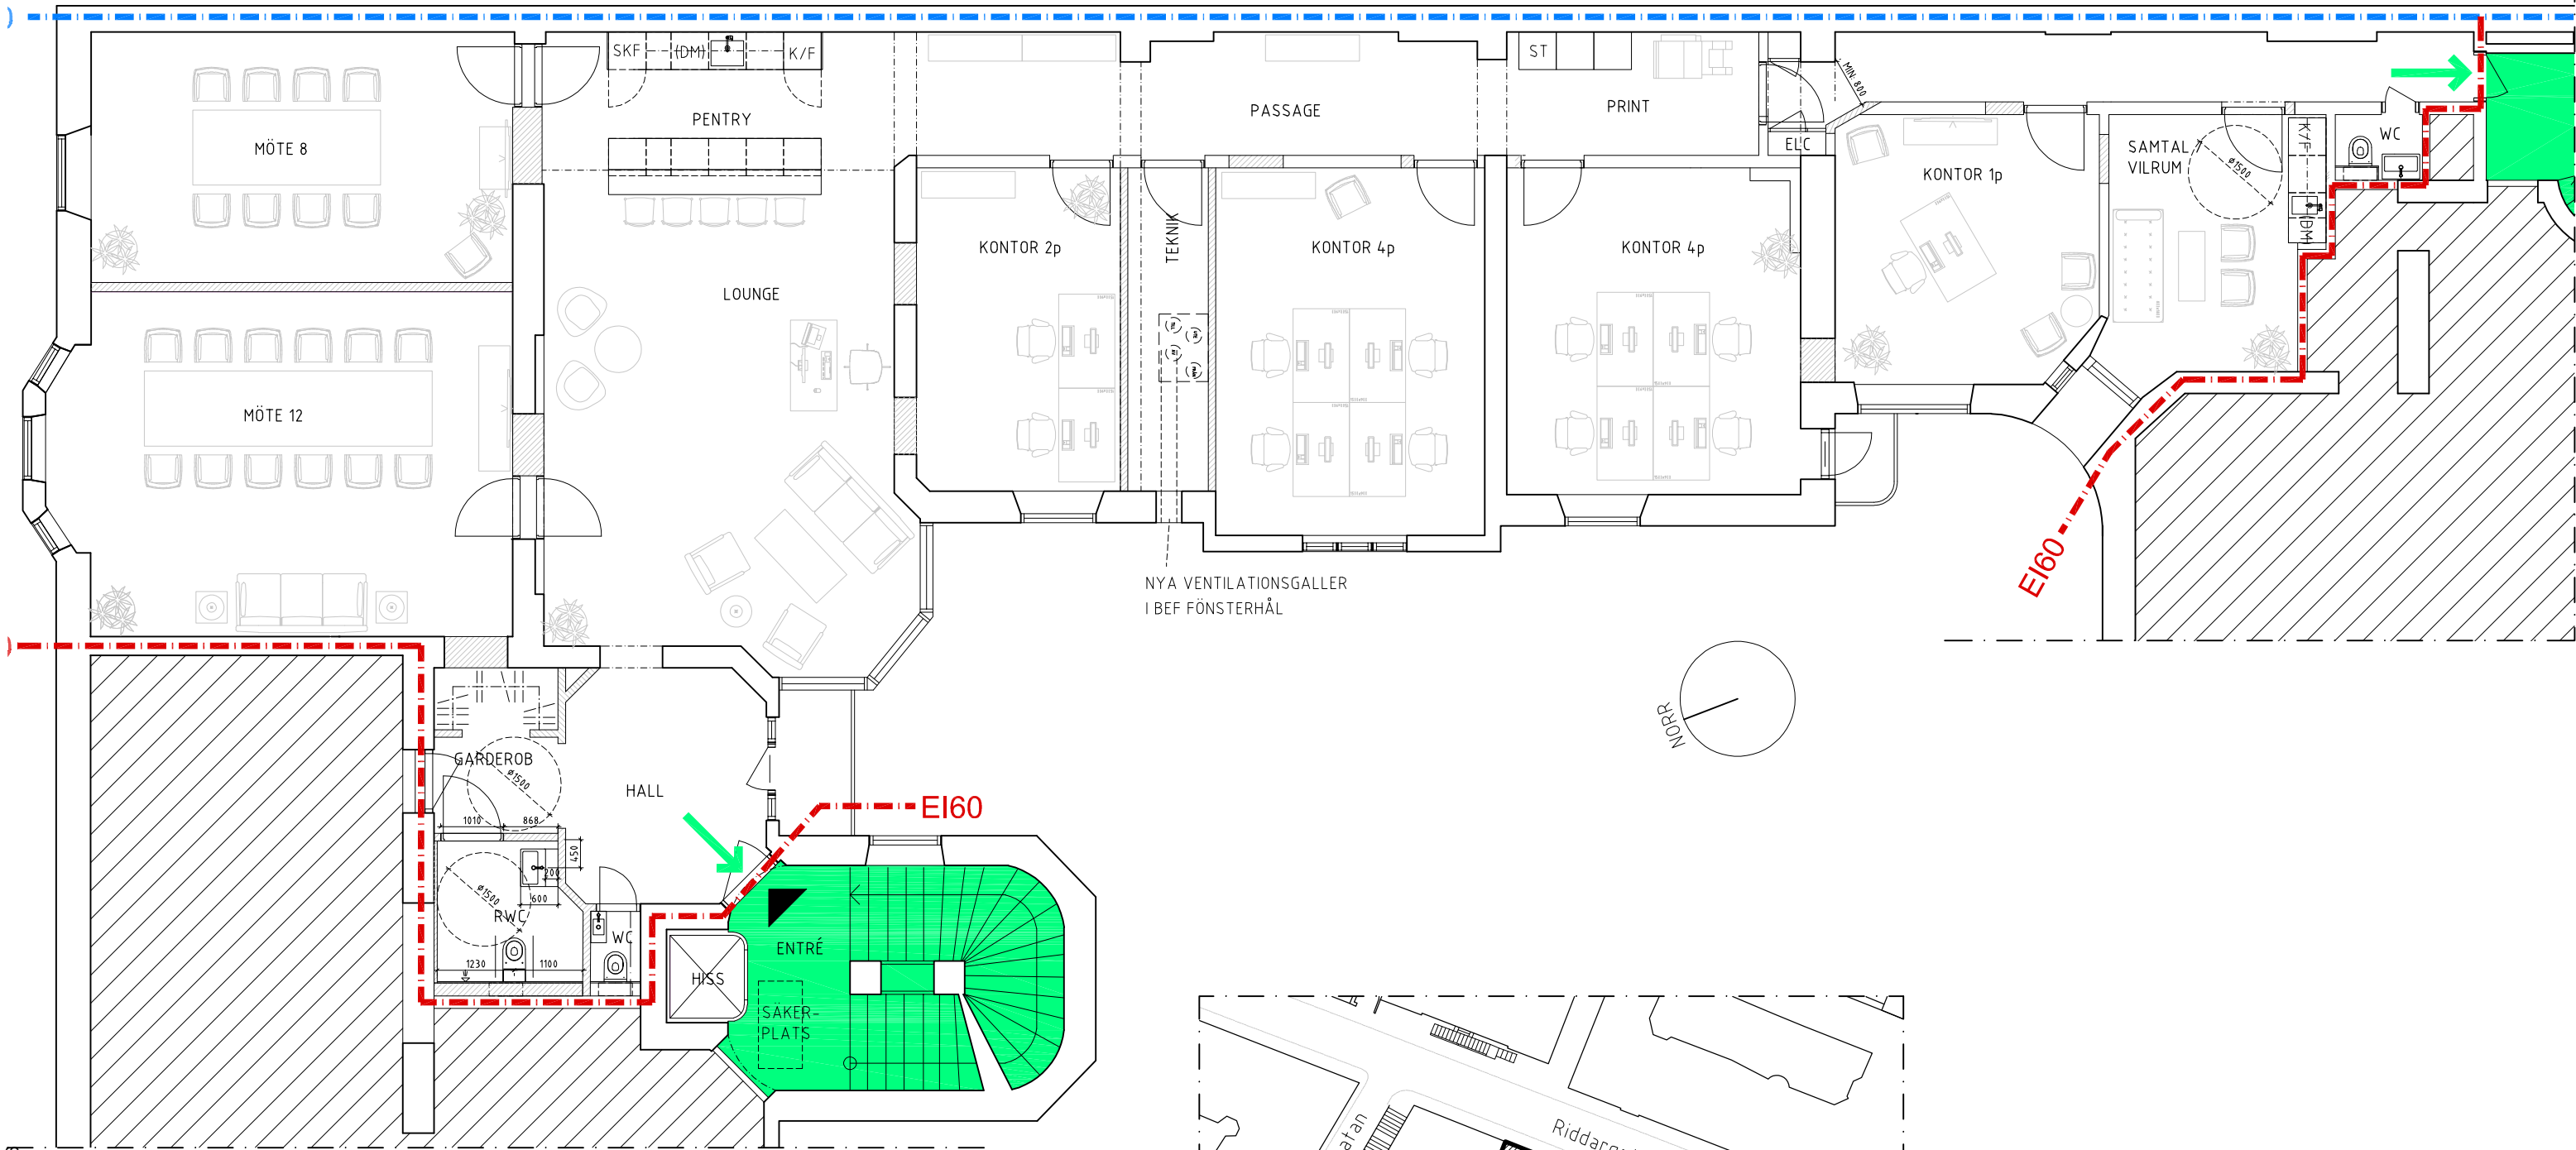 SKF
(DM)
K/F
ST
MIN: 800
PENTRY
PASSAGE
PRINT
MÖTE 8
ELC
KONTOR 1p
SAMTAL /
VILRUM
ø1500
K/F
(DM)
WC
KONTOR 2p
TEKNIK
KONTOR 4p
KONTOR 4p
LOUNGE
MÖTE 12
NYA VENTILATIONSGALLER
I BEF FÖNSTERHÅL
EI60
NORR
GARDEROB
ø1500
HALL
EI60
1010
868
450
200
600
ø1500
RWC
WC
1230
1100
HISS
ENTRÉ
SÄKER-
PLATS